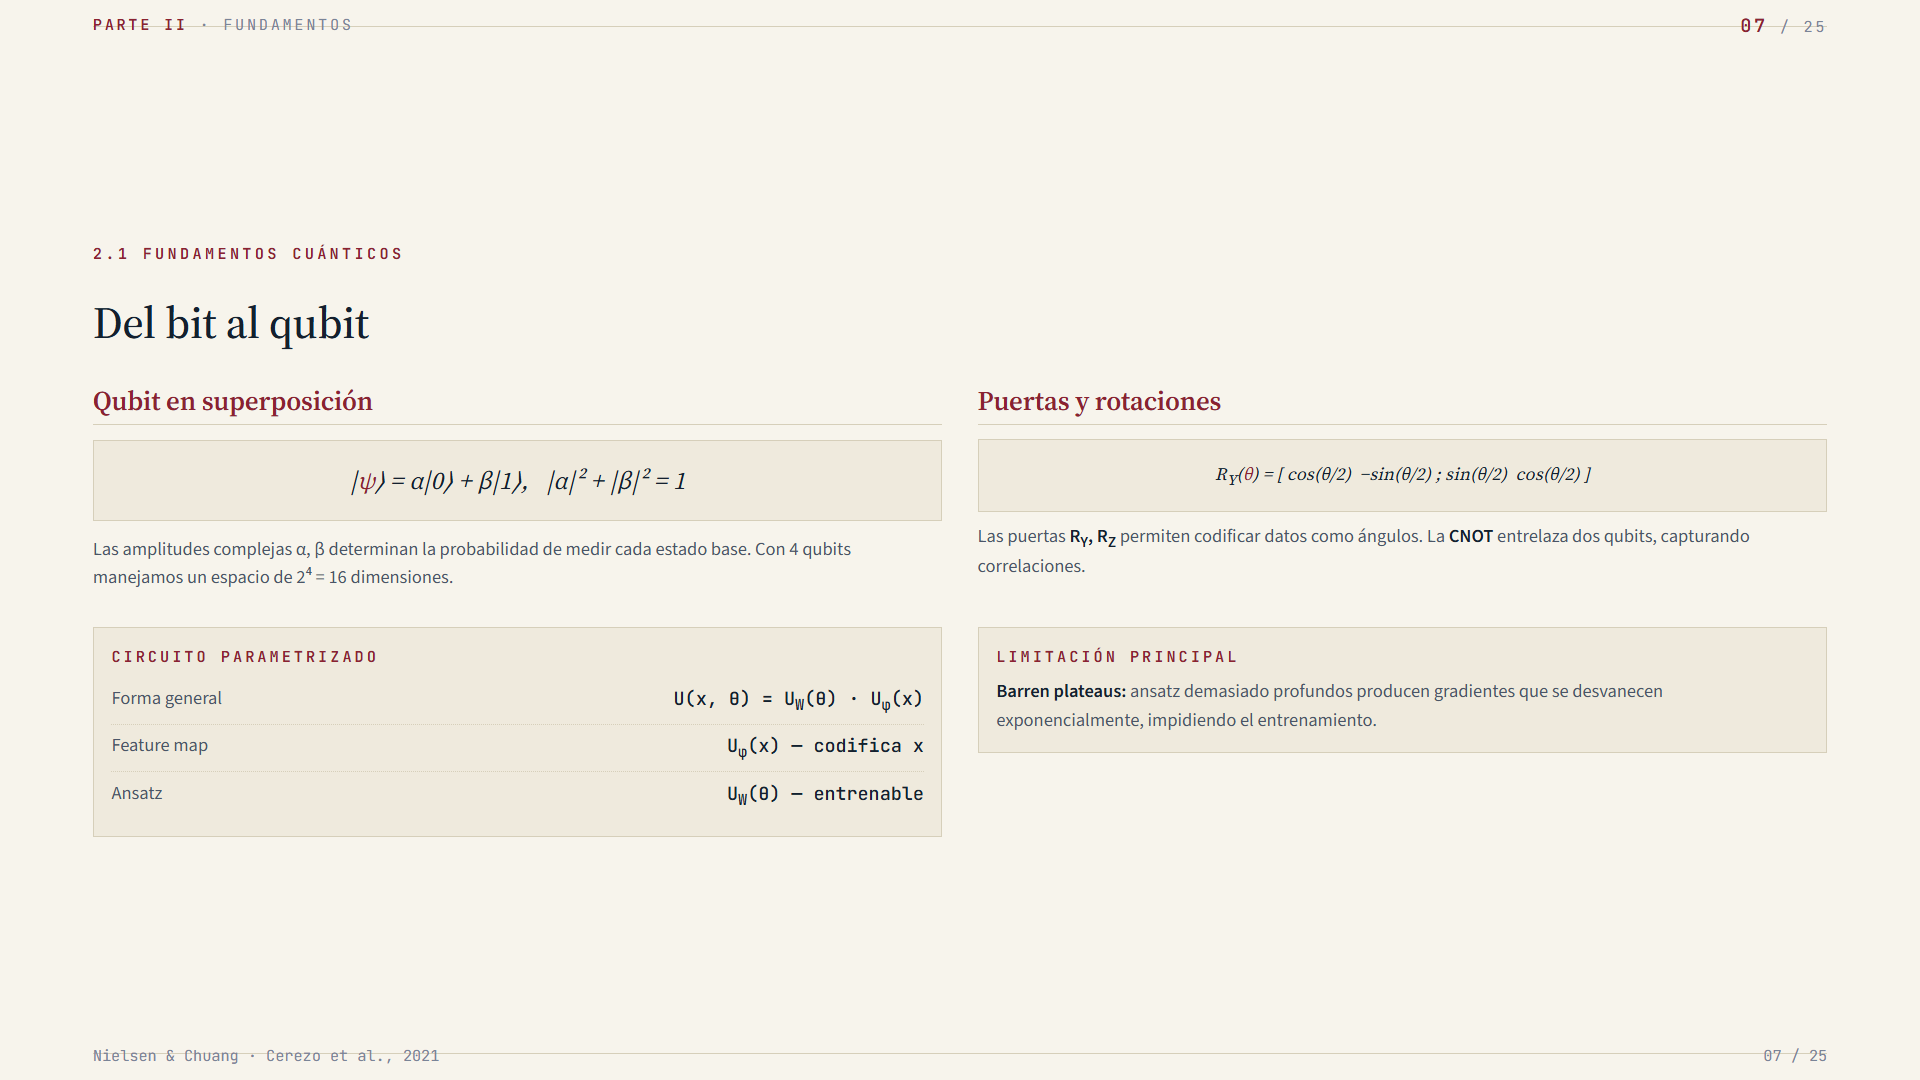 PARTE II · FUNDAMENTOS
07 / 25
2.1 FUNDAMENTOS CUÁNTICOS
Del bit al qubit
Qubit en superposición
|ψ⟩ = α|0⟩ + β|1⟩, |α|² + |β|² = 1
Las amplitudes complejas α, β determinan la probabilidad de medir cada estado base. Con 4 qubits
manejamos un espacio de 2⁴ = 16 dimensiones.
Puertas y rotaciones
R_Y(θ) = [ cos(θ/2) −sin(θ/2) ; sin(θ/2) cos(θ/2) ]
Las puertas R_Y, R_Z permiten codificar datos como ángulos. La CNOT entrelaza dos qubits, capturando
correlaciones.
CIRCUITO PARAMETRIZADO
Forma general U(x, θ) = U_W(θ) · U_φ(x)
Feature map U_φ(x) — codifica x
Ansatz U_W(θ) — entrenable
LIMITACIÓN PRINCIPAL
Barren plateaus: ansatz demasiado profundos producen gradientes que se desvanecen
exponencialmente, impidiendo el entrenamiento.
Nielsen & Chuang · Cerezo et al., 2021
07 / 25